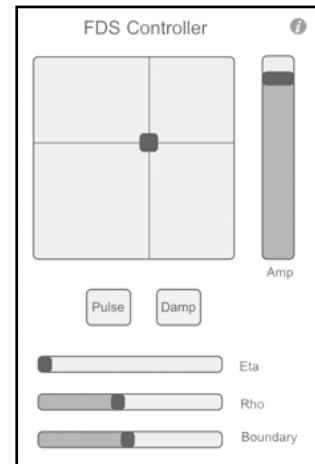 FDS Controller i
Amp
Pulse Damp
Eta
Rho
Boundary